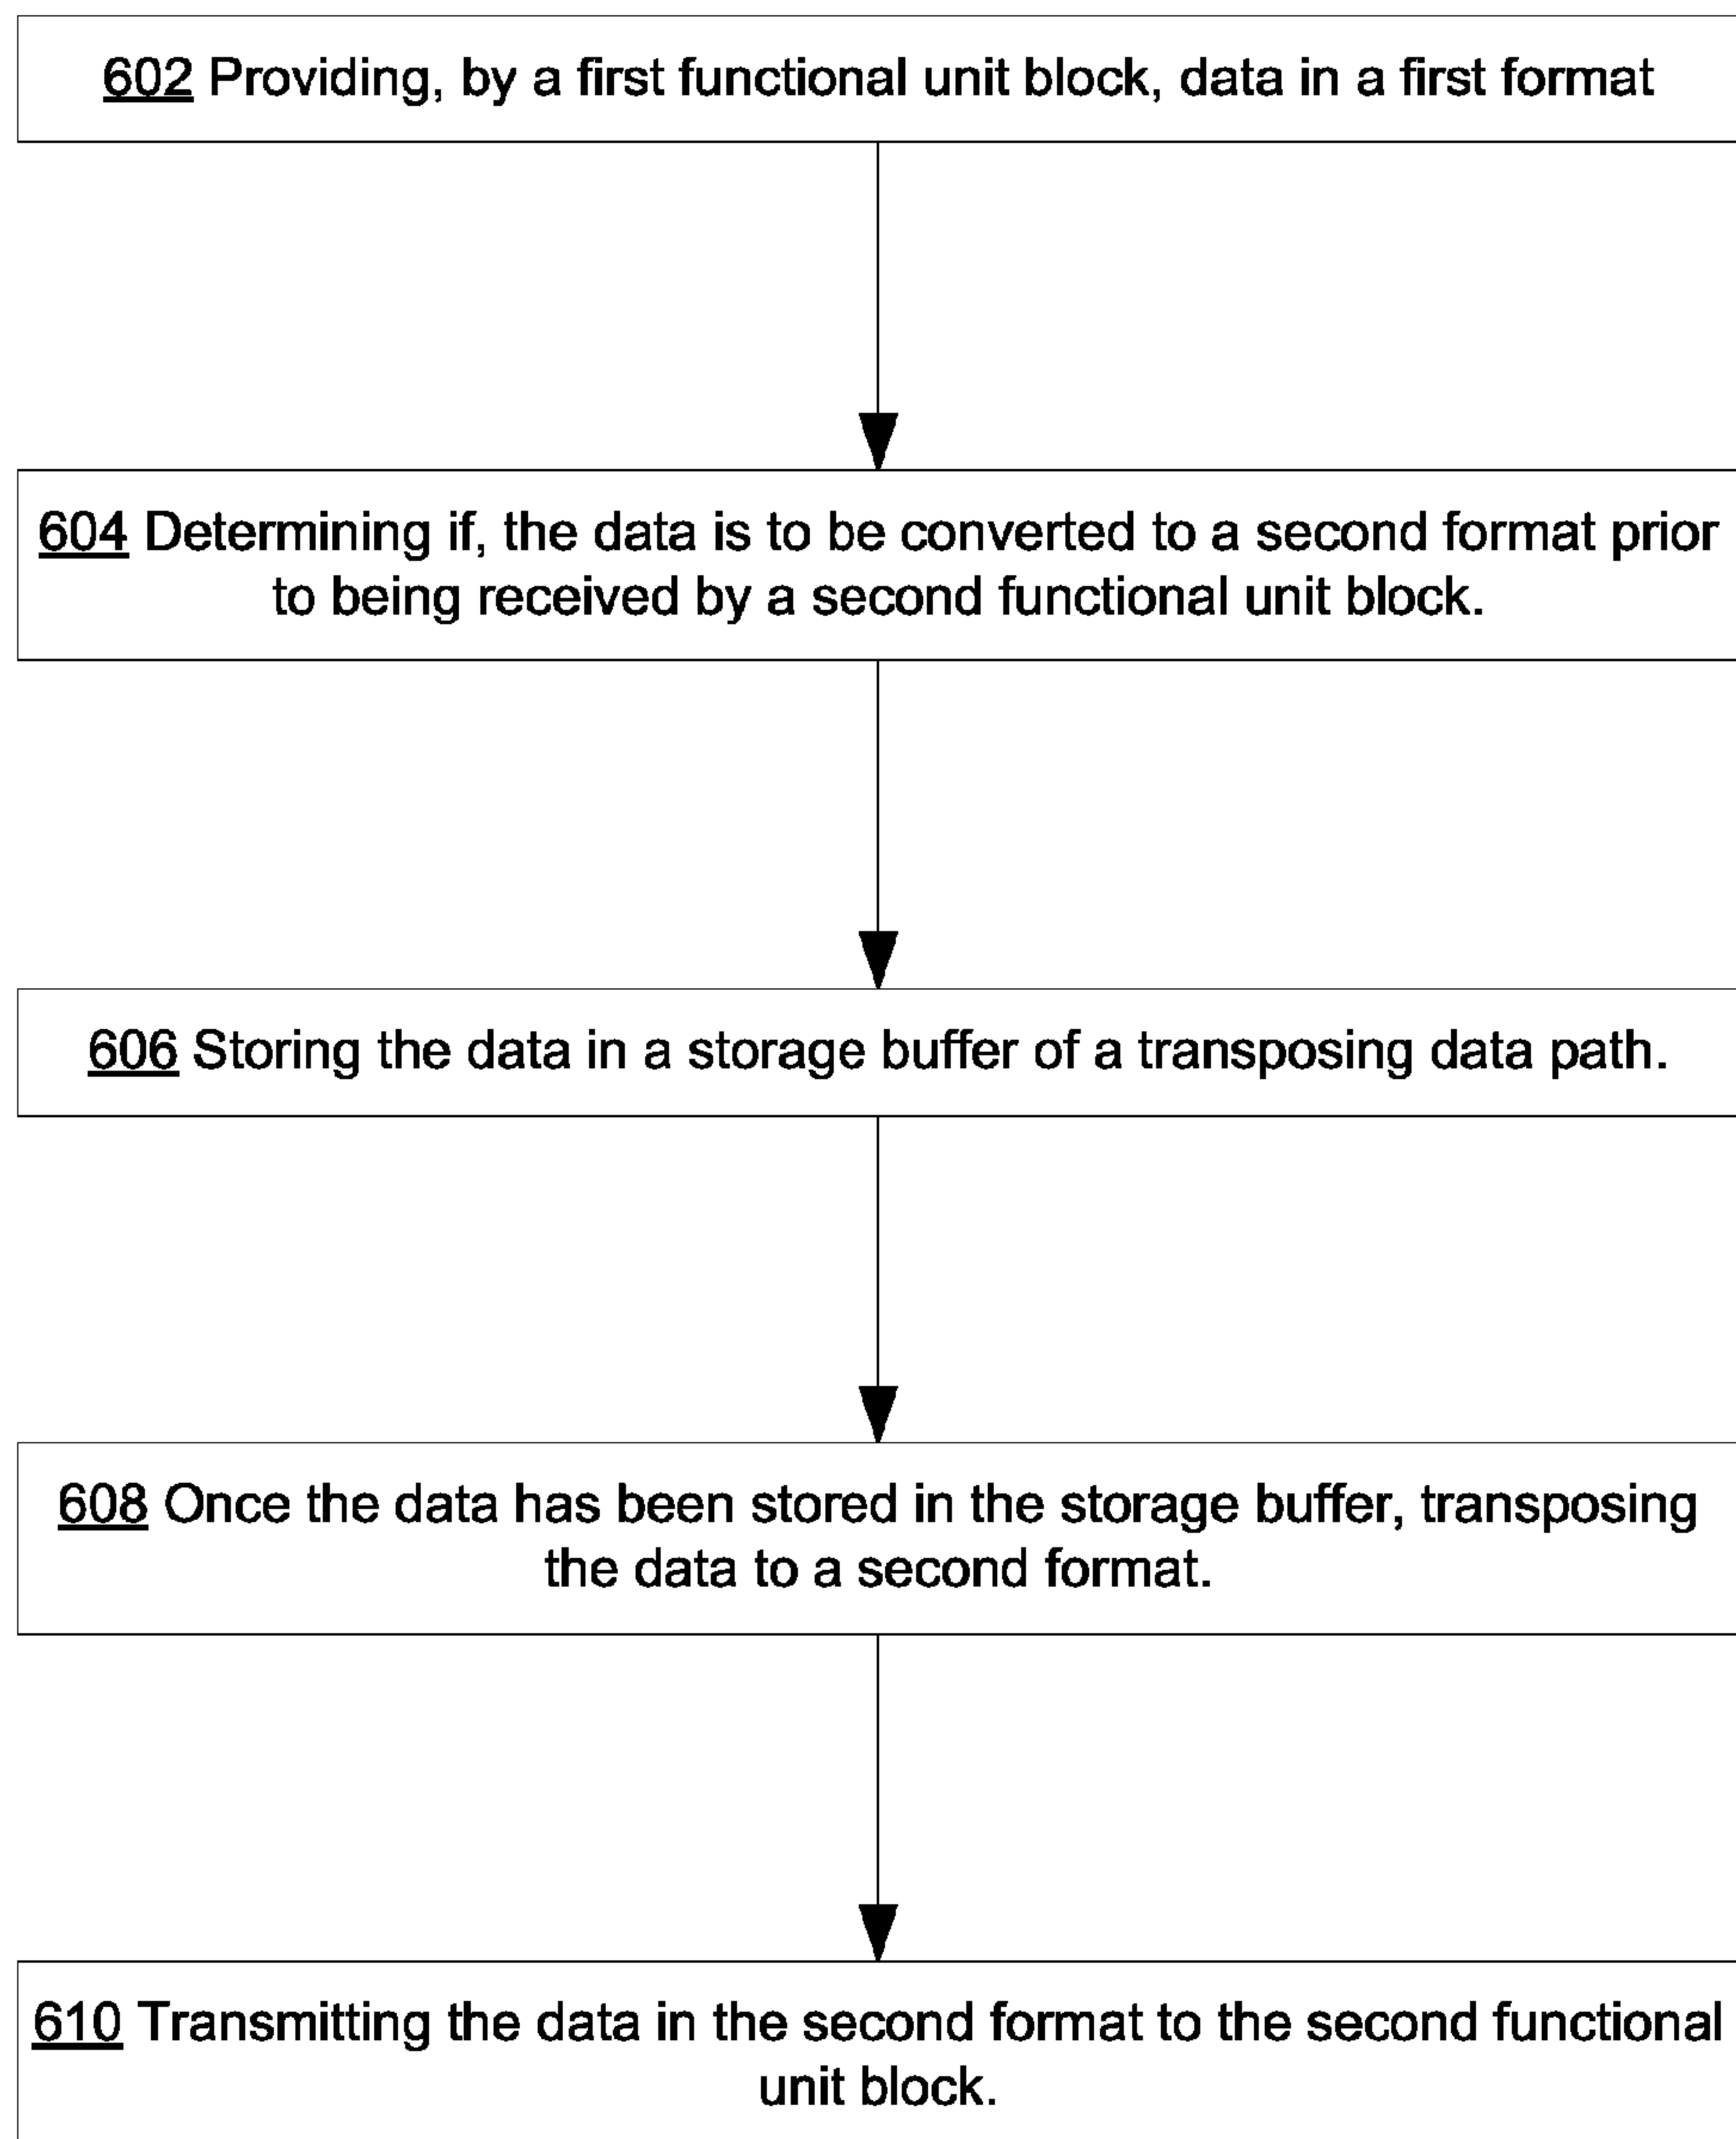 602 Providing, by a first functional unit block, data in a first format
604 Determining if, the data is to be converted to a second format prior
to being received by a second functional unit block.
606 Storing the data in a storage buffer of a transposing data path.
608 Once the data has been stored in the storage buffer, transposing
the data to a second format.
610 Transmitting the data in the second format to the second functional
unit block.